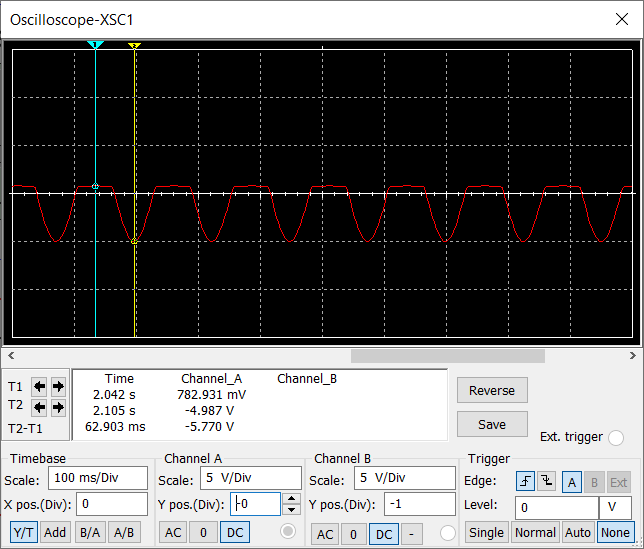 Oscilloscope-XSC1
1 2
T1
T2
T2-T1
Time Channel_A Channel_B
2.042 s 782.931 mV
2.105 s -4.987 V
62.903 ms -5.770 V
Reverse
Save
Ext. trigger
Timebase
Scale: 100 ms/Div
X pos.(Div): 0
Y/T Add B/A A/B
Channel A
Scale: 5 V/Div
Y pos.(Div): -0
AC 0 DC
Channel B
Scale: 5 V/Div
Y pos.(Div): -1
AC 0 DC -
Trigger
Edge: A B Ext
Level: 0 V
Single Normal Auto None